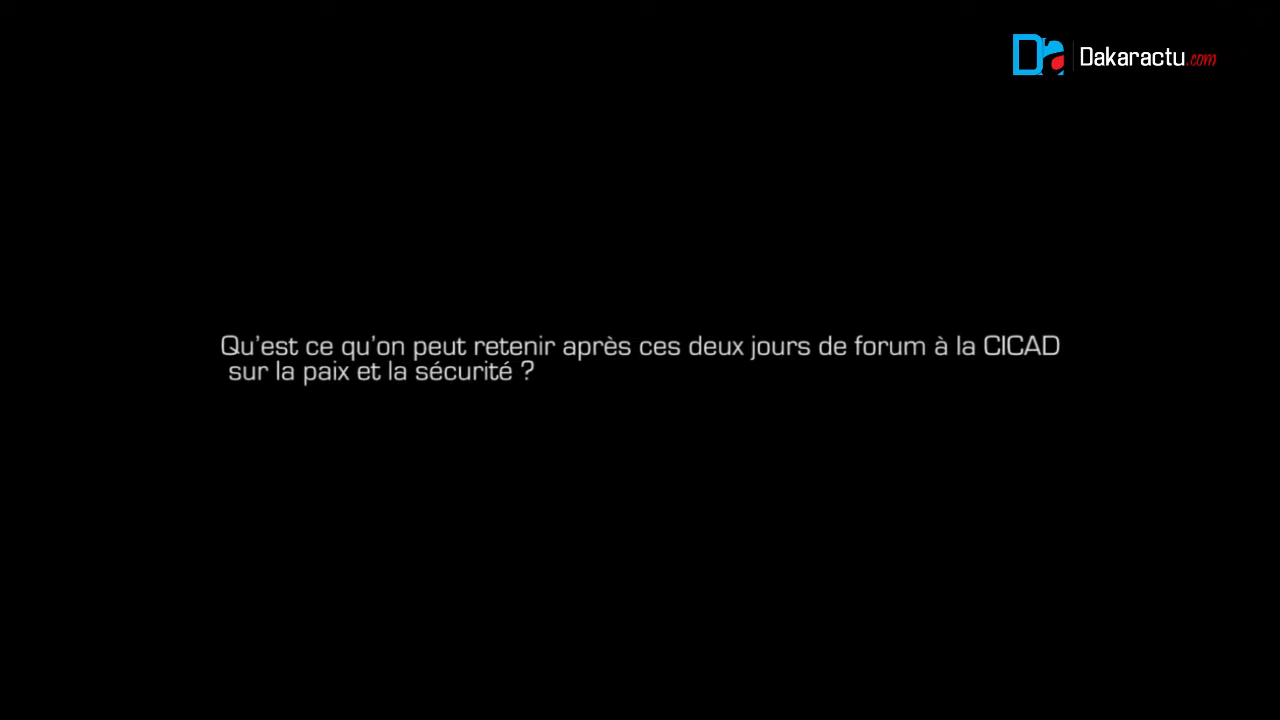 Dakaractu.com
Qu'est ce qu'on peut retenir après ces deux jours de forum à la CICAD
sur la paix et la sécurité ?